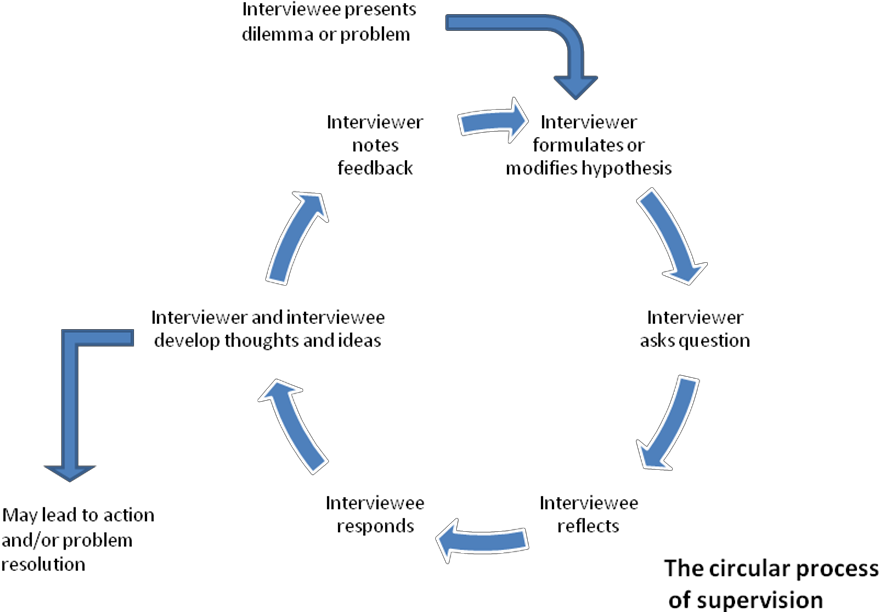 Interviewee presents
dilemma or problem
Interviewer
notes
feedback
Interviewer
formulates or
modifies hypothesis
Interviewer and interviewee
develop thoughts and ideas
Interviewer
asks question
May lead to action
and/or problem
resolution
Interviewee
responds
Interviewee
reflects
The circular process
of supervision